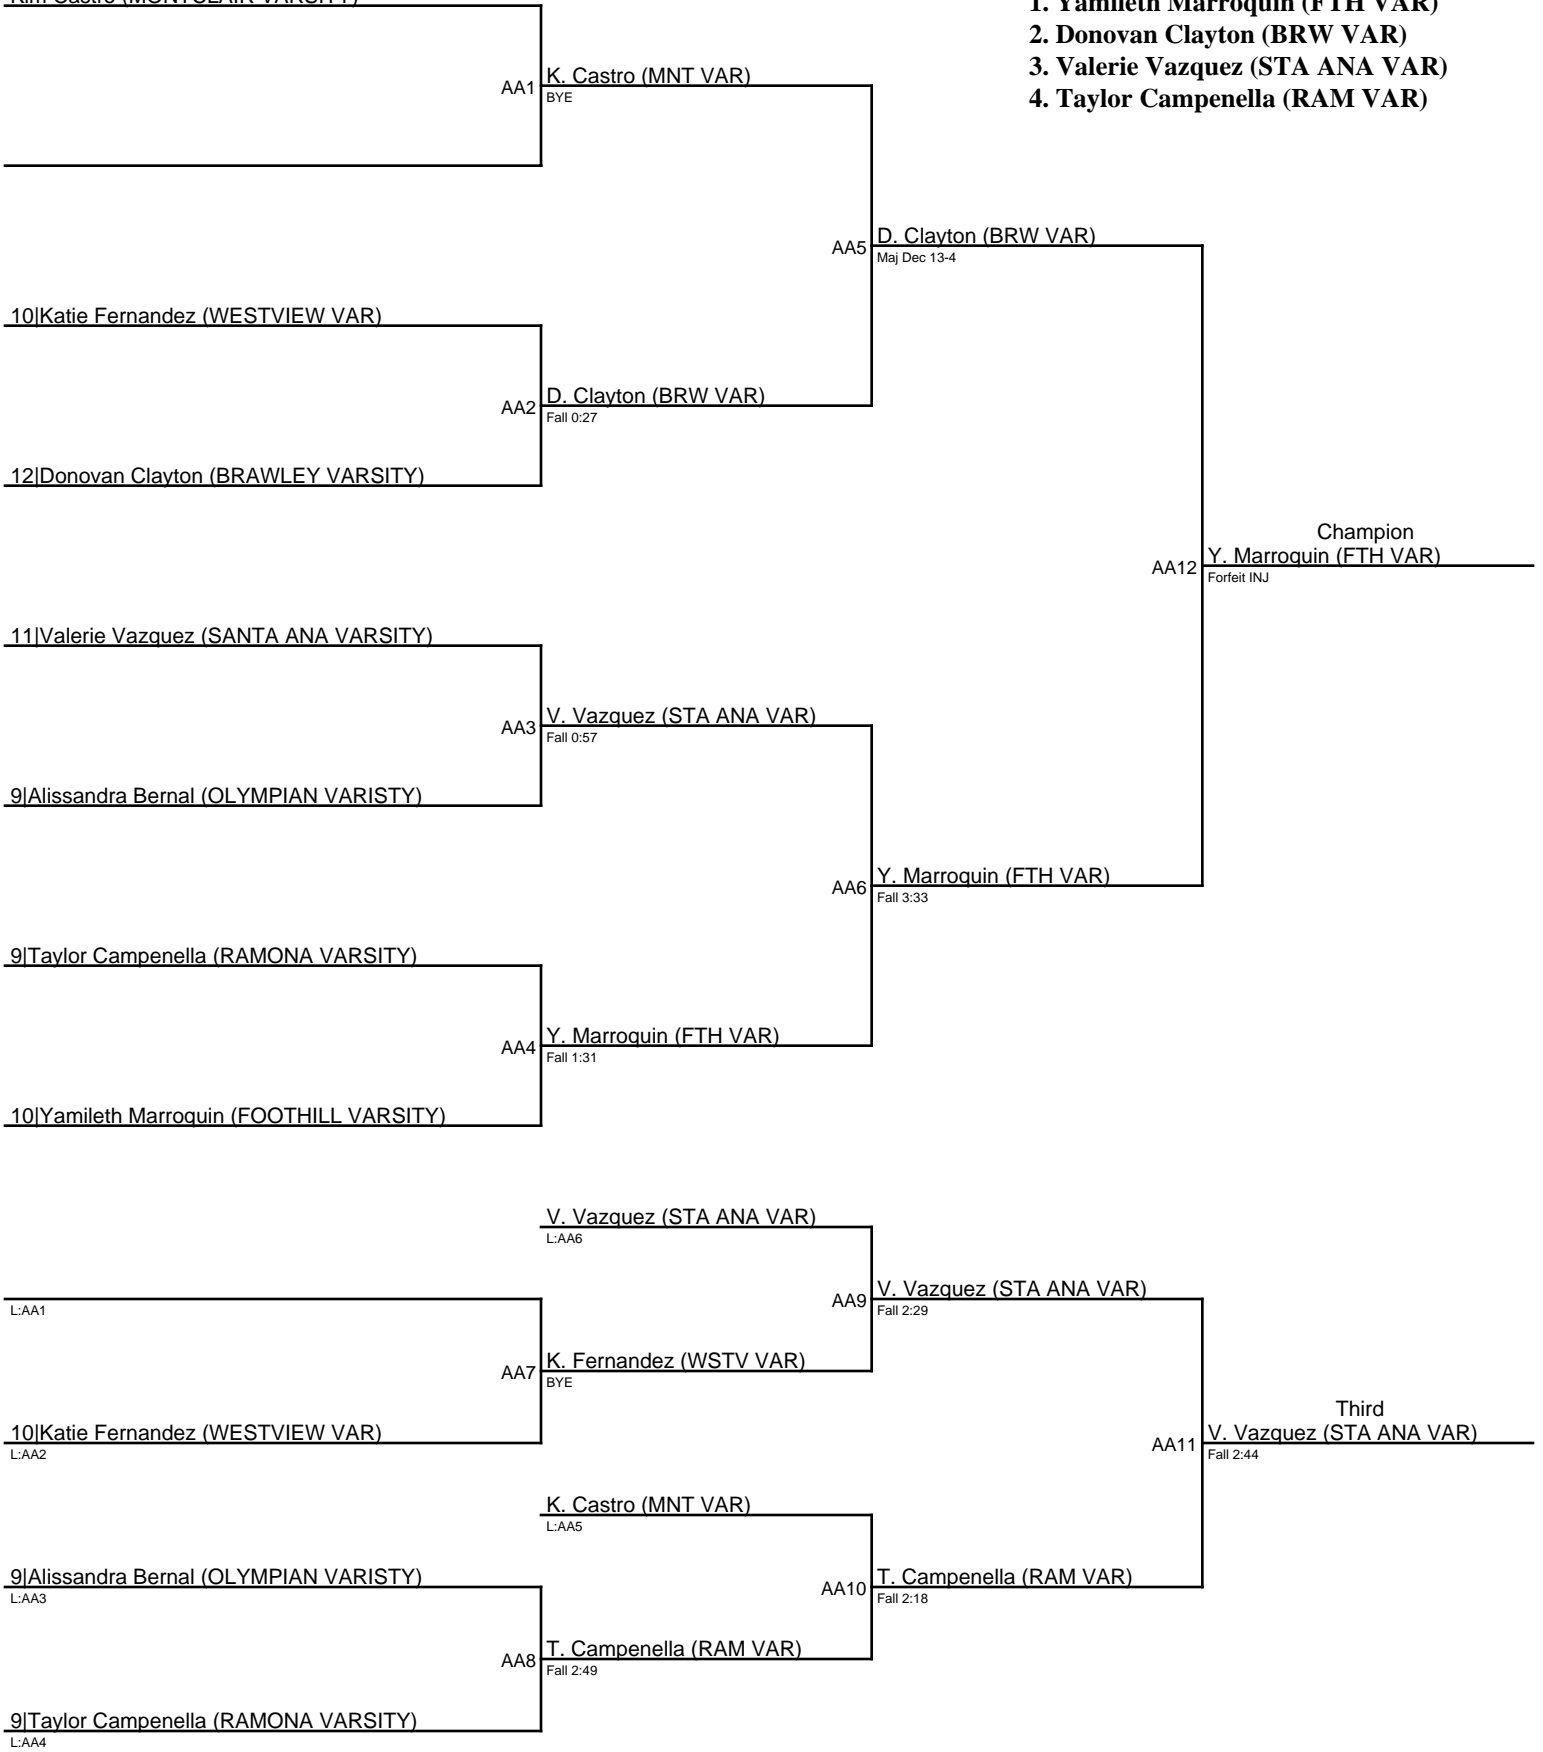 Kim Castro (MONTCLAIR VARSITY)
1. Yamileth Marroquin (FTH VAR)
2. Donovan Clayton (BRW VAR)
3. Valerie Vazquez (STA ANA VAR)
4. Taylor Campenella (RAM VAR)
AA1
K. Castro (MNT VAR)
BYE
AA5
D. Clayton (BRW VAR)
Maj Dec 13-4
10|Katie Fernandez (WESTVIEW VAR)
AA2
D. Clayton (BRW VAR)
Fall 0:27
12|Donovan Clayton (BRAWLEY VARSITY)
Champion
AA12
Y. Marroquin (FTH VAR)
Forfeit INJ
11|Valerie Vazquez (SANTA ANA VARSITY)
AA3
V. Vazquez (STA ANA VAR)
Fall 0:57
9|Alissandra Bernal (OLYMPIAN VARISTY)
AA6
Y. Marroquin (FTH VAR)
Fall 3:33
9|Taylor Campenella (RAMONA VARSITY)
AA4
Y. Marroquin (FTH VAR)
Fall 1:31
10|Yamileth Marroquin (FOOTHILL VARSITY)
V. Vazquez (STA ANA VAR)
L:AA6
L:AA1
AA9
V. Vazquez (STA ANA VAR)
Fall 2:29
AA7
K. Fernandez (WSTV VAR)
BYE
10|Katie Fernandez (WESTVIEW VAR)
L:AA2
Third
AA11
V. Vazquez (STA ANA VAR)
Fall 2:44
K. Castro (MNT VAR)
L:AA5
9|Alissandra Bernal (OLYMPIAN VARISTY)
L:AA3
AA10
T. Campenella (RAM VAR)
Fall 2:18
AA8
T. Campenella (RAM VAR)
Fall 2:49
9|Taylor Campenella (RAMONA VARSITY)
L:AA4